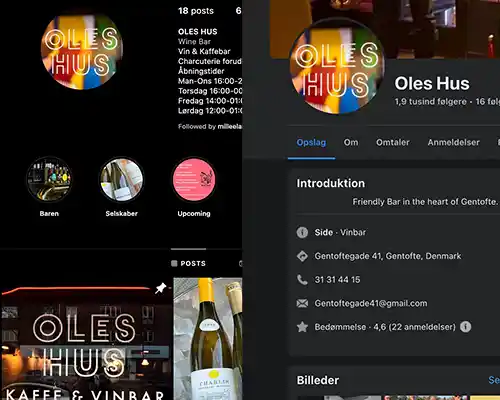 OLES
HUS
18 posts
6
OLES HUS
Wine Bar
Vin & Kaffebar
Charcuterie forud
Åbningstider
Man-Ons 16:00-2
Torsdag 16:00-00
Fredag 14:00-01:0
Lørdag 12:00-01:0
Followed by milleela
Baren
Selskaber
Upcoming
POSTS
OLES
HUS
KAFFE & VINBAR
CHABLIS
OLES
HUS
Oles Hus
1,9 tusind følgere • 16 føl
Opslag
Om
Omtaler
Anmeldelser
Introduktion
Friendly Bar in the heart of Gentofte.
Side · Vinbar
Gentoftegade 41, Gentofte, Denmark
31 31 44 15
Gentoftegade41@gmail.com
Bedømmelse · 4,6 (22 anmeldelser)
Billeder
Se